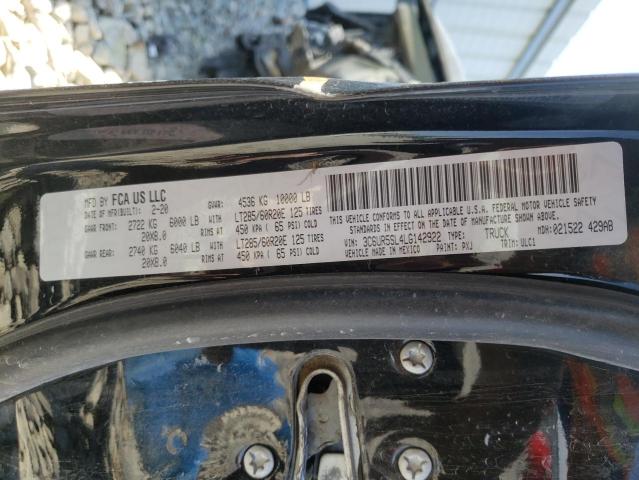 MFD BY FCA US LLC
DATE OF MFR(BUILT): 2-20 GVWR: 4536 KG 10000 LB
GAWR FRONT: 2722 KG 6000 LB WITH LT285/60R20E 125 TIRES
20X8.0 RIMS AT 450 KPA ( 65 PSI) COLD
GAWR REAR: 2740 KG 6040 LB WITH LT285/60R20E 125 TIRES
20X8.0 RIMS AT 450 KPA ( 65 PSI) COLD
THIS VEHICLE CONFORMS TO ALL APPLICABLE U.S.A. FEDERAL MOTOR VEHICLE
SAFETY STANDARDS IN EFFECT ON THE DATE OF MANUFACTURE SHOWN ABOVE.
VIN: 3C6UR5SL4LG142922 TYPE: TRUCK MDH: 021522 429AB
VEHICLE MADE IN MEXICO PAINT: PXJ TRIM: ULC1